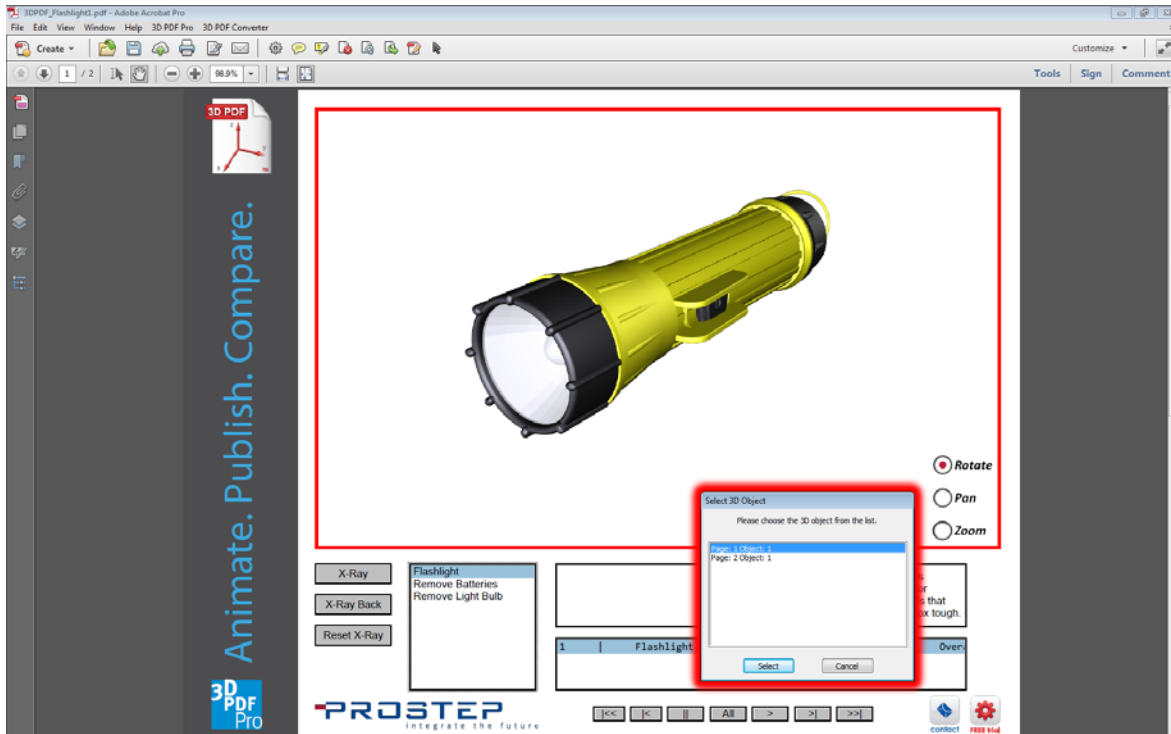 3DPDF_Flashlight1.pdf - Adobe Acrobat Pro
File Edit View Window Help 3D PDF Pro 3D PDF Converter
Create
Customize
1 / 2
98.9%
Tools Sign Comment
3D PDF
Animate. Publish. Compare.
Rotate
Pan
Zoom
Select 3D Object
Please choose the 3D object from the list.
Page: 1 Object: 1
Page: 2 Object: 1
Select Cancel
X-Ray
X-Ray Back
Reset X-Ray
Flashlight
Remove Batteries
Remove Light Bulb
s that
ox tough.
1 | Flashlight
Over
3D
PDF
Pro
PROSTEP
integrate the future
|<< |< || All > >| >>|
contact
FREE trial